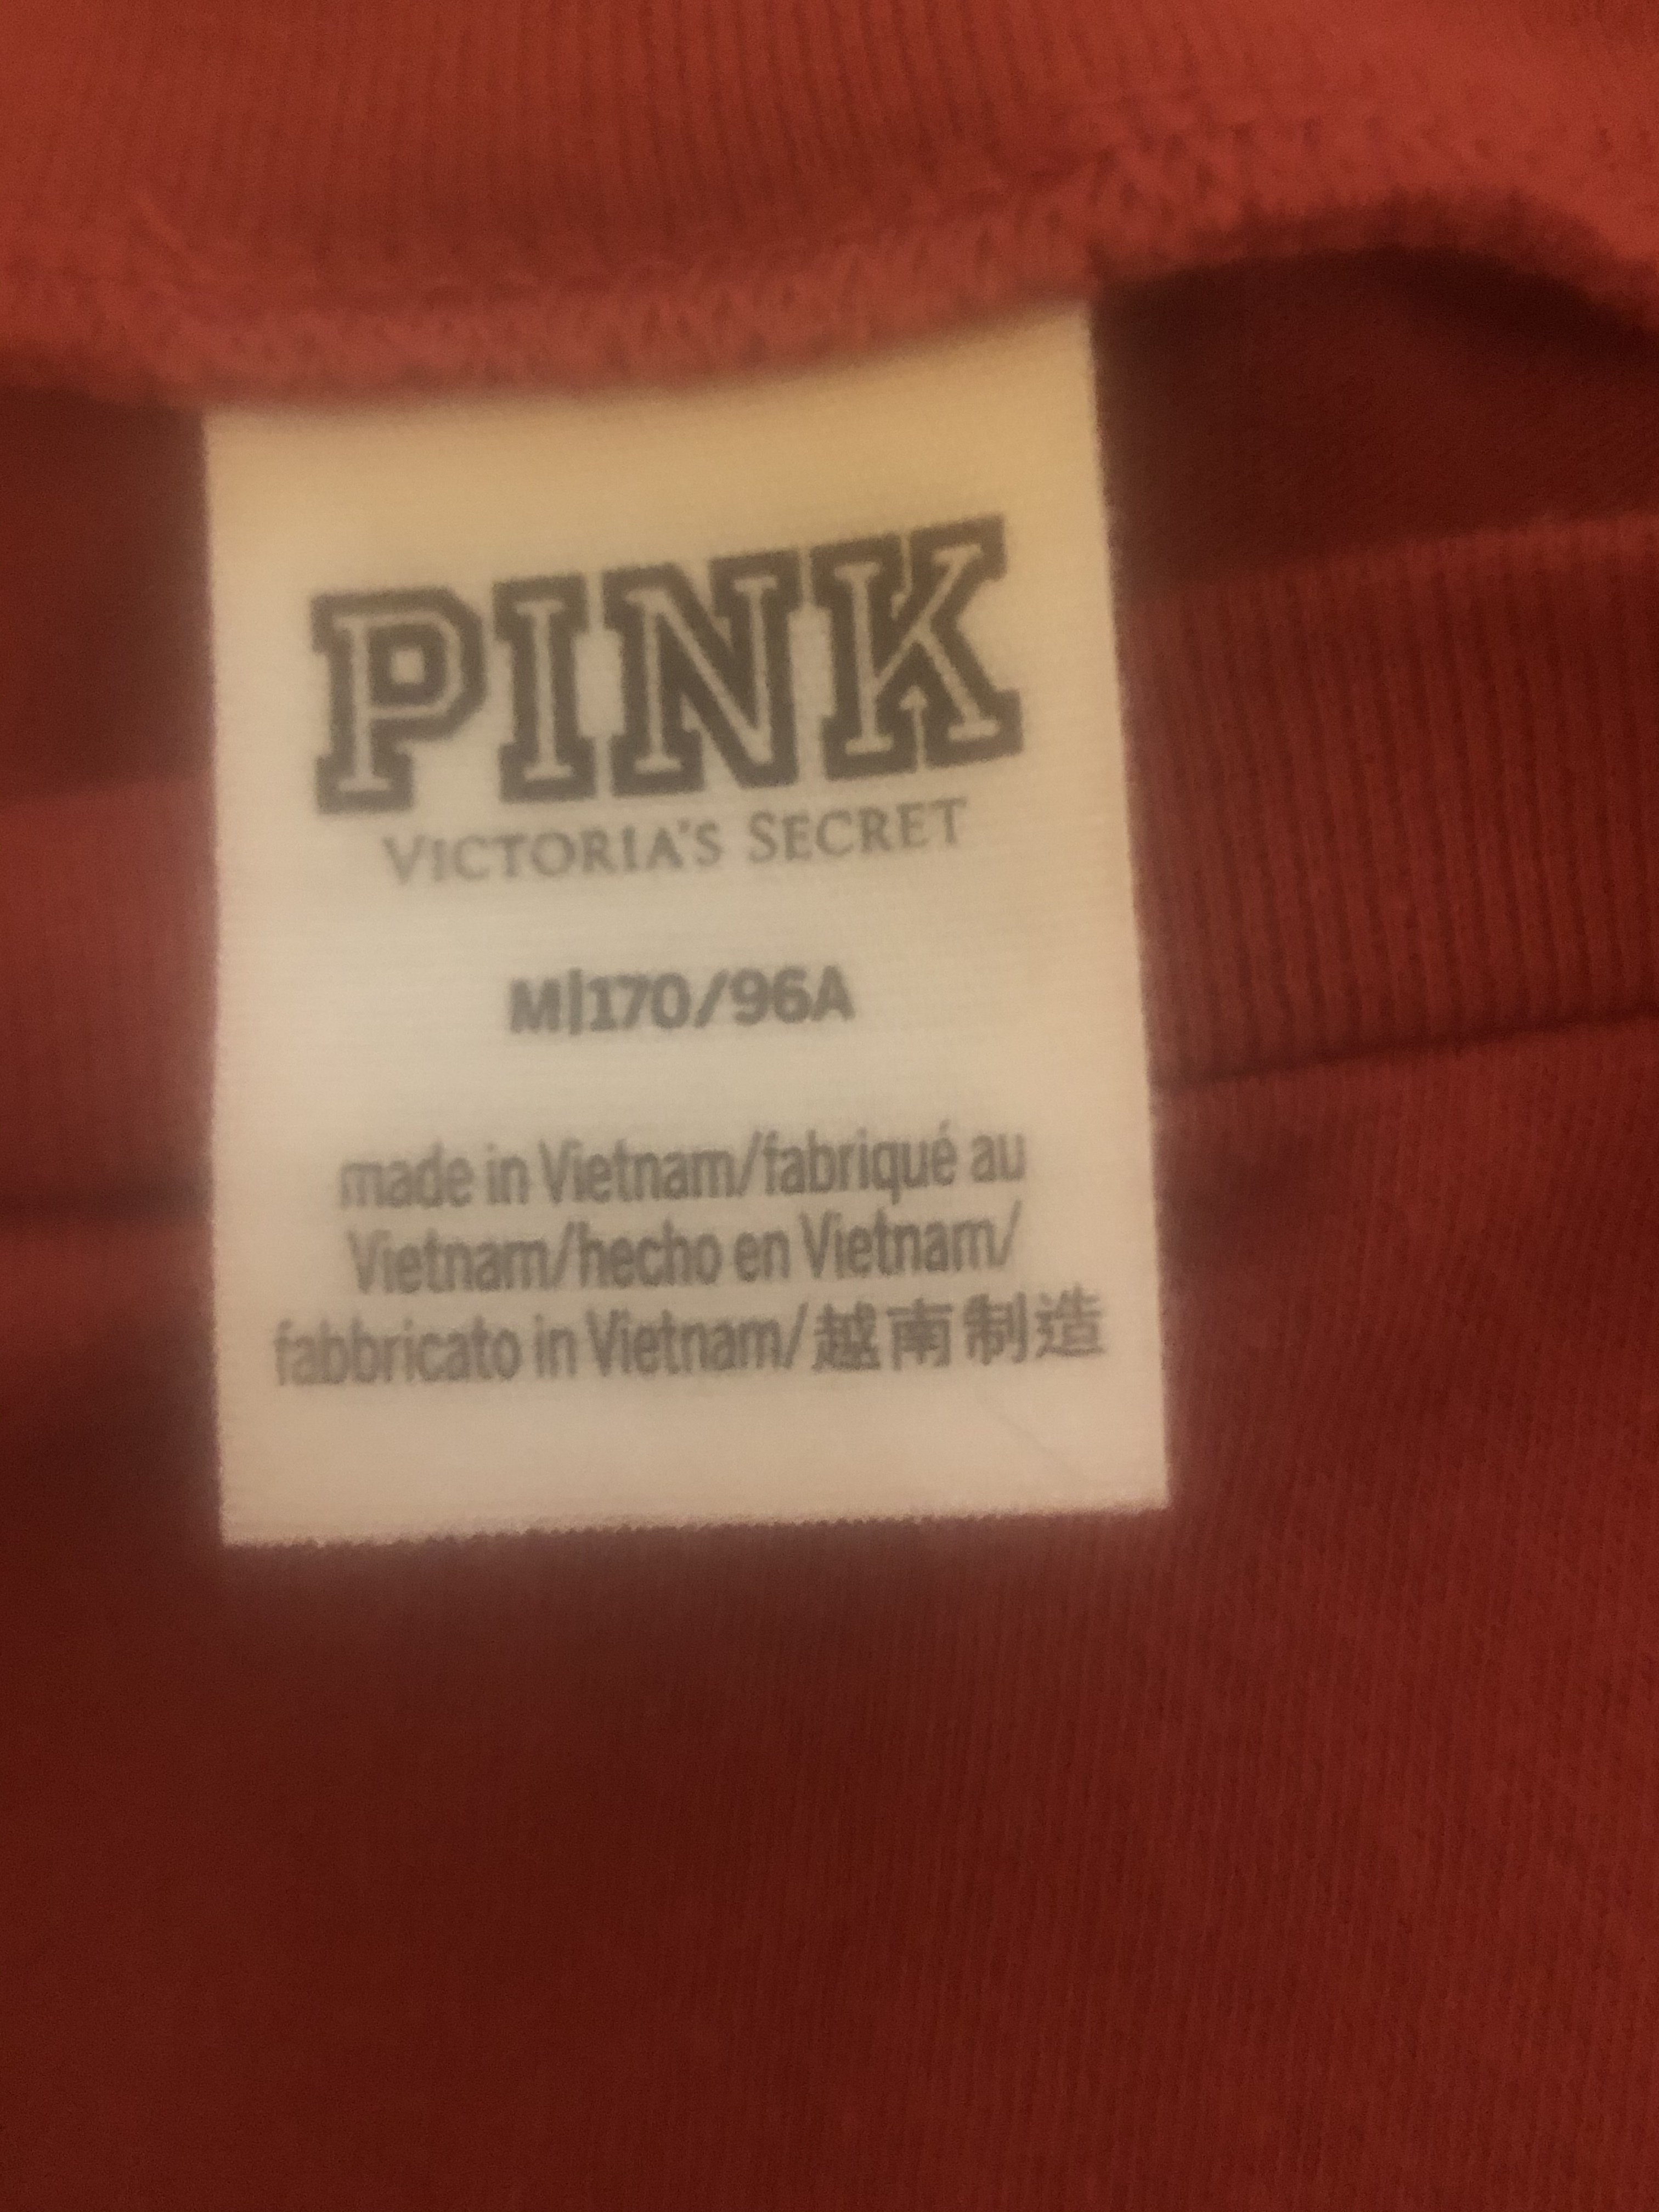 PINK
VICTORIA'S SECRET
M|170/96A
made in Vietnam/fabriqué au
Vietnam/hecho en Vietnam/
fabbricato in Vietnam/越南制造